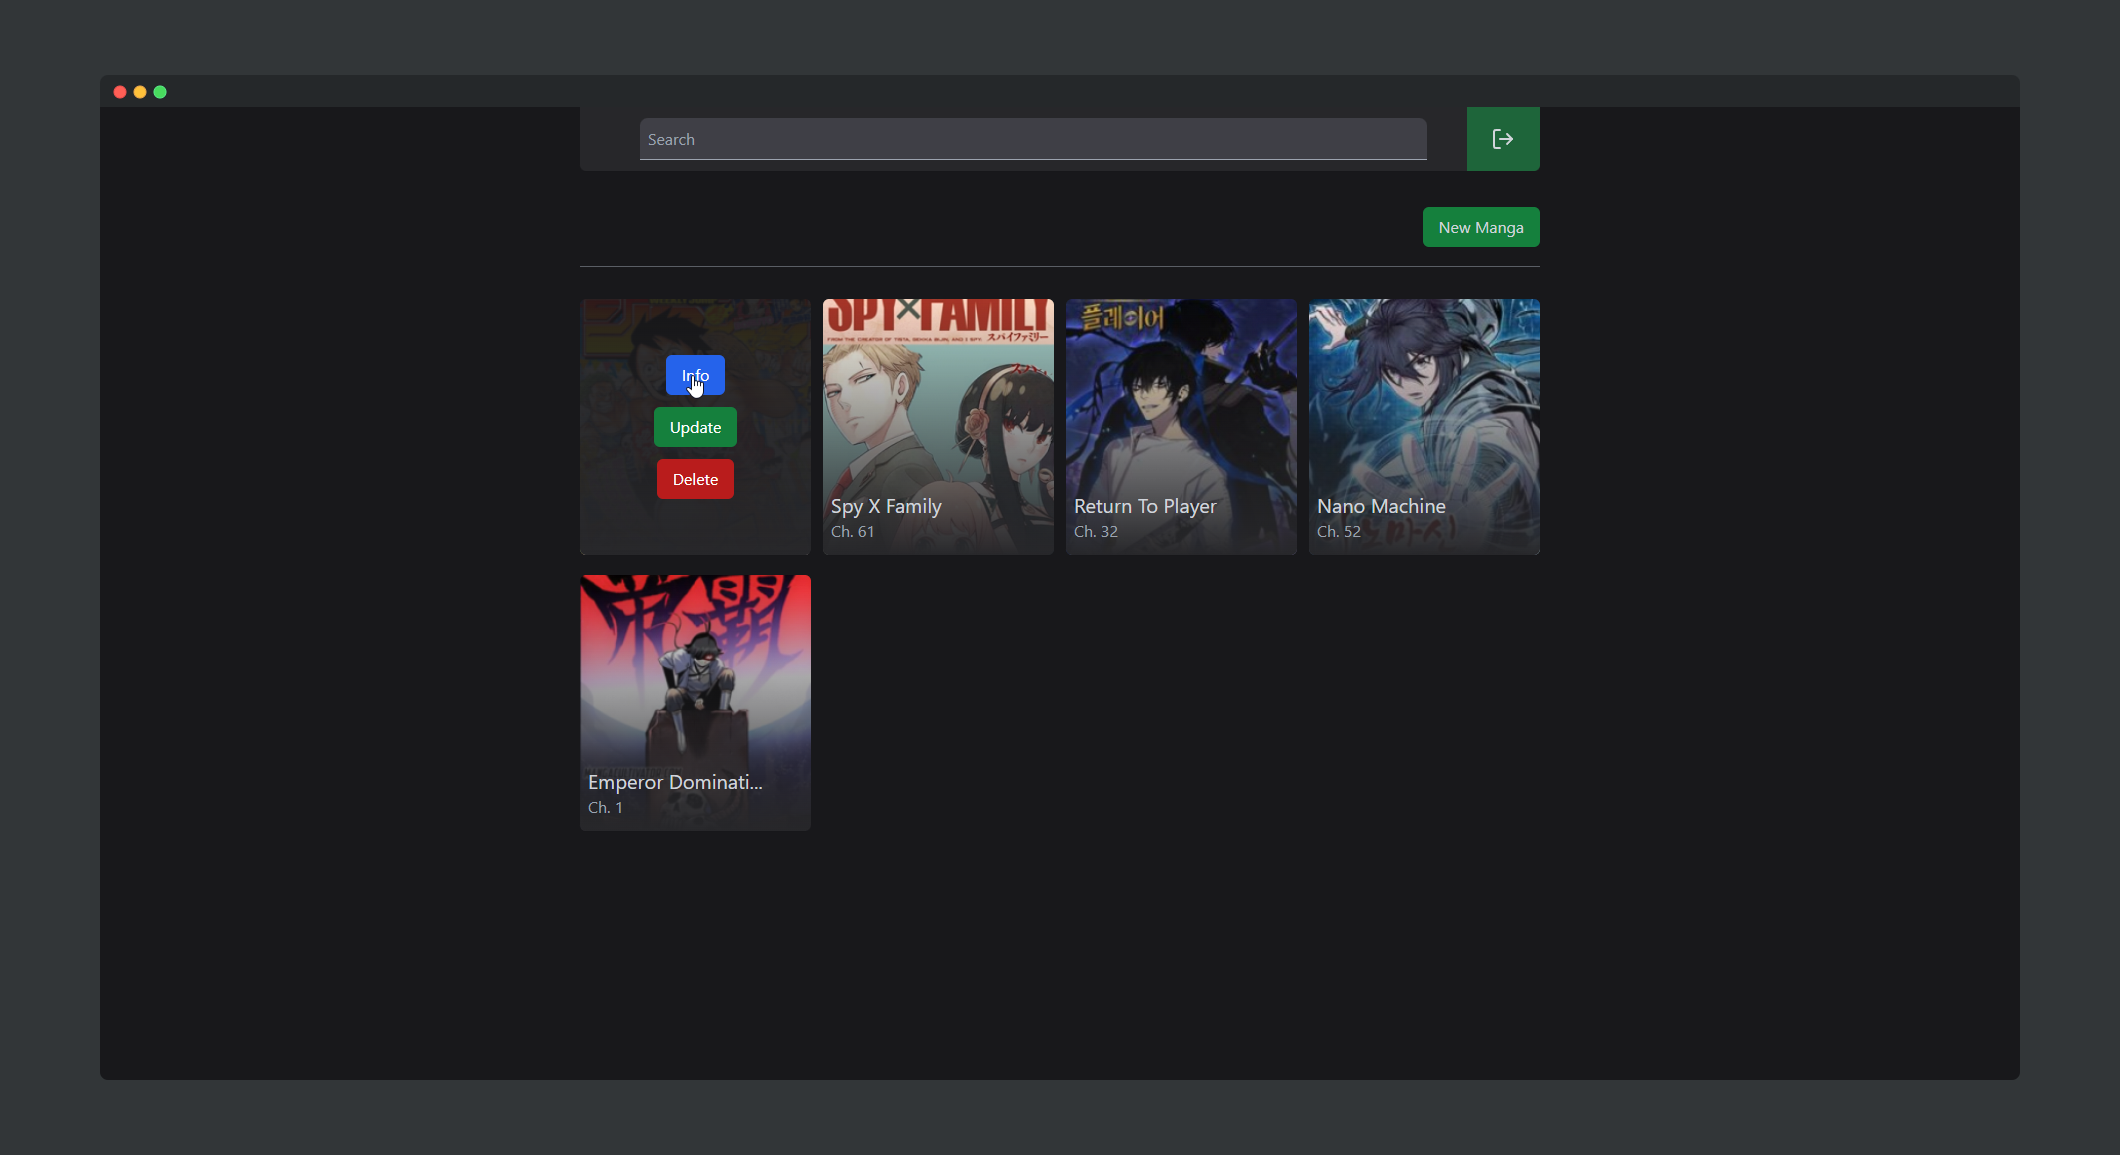 Search
New Manga
Info
Update
Delete
SPY×FAMILY
スパイファミリー
Spy X Family
Ch. 61
플레이어
Return To Player
Ch. 32
Nano Machine
Ch. 52
帝霸
Emperor Dominati...
Ch. 1